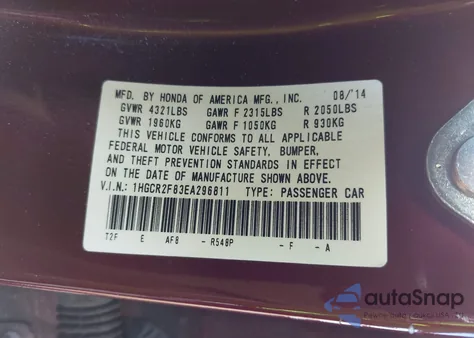 MFD. BY HONDA OF AMERICA MFG., INC. 08/'14
GVWR 4321LBS GAWR F 2315LBS R 2050LBS
GVWR 1960KG GAWR F 1050KG R 930KG
THIS VEHICLE CONFORMS TO ALL APPLICABLE
FEDERAL MOTOR VEHICLE SAFETY, BUMPER,
AND THEFT PREVENTION STANDARDS IN EFFECT
ON THE DATE OF MANUFACTURE SHOWN ABOVE.
V.I.N.: 1HGCR2F83EA296811 TYPE: PASSENGER CAR
T2F E AF8 - R548P - F - A
autoSnap